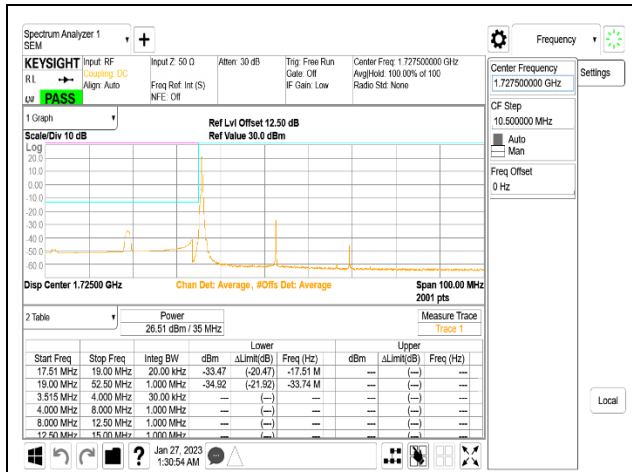 Spectrum Analyzer 1
SEM
Frequency
KEYSIGHT
Input: RF
Input Z: 50 Ω
Atten: 30 dB
Trig: Free Run
Center Freq: 1.727500000 GHz
Coupling: DC
Gate: Off
Avg|Hold: 100.00% of 100
R L
Align: Auto
Freq Ref: Int (S)
IF Gain: Low
Radio Std: None
NFE: Off
PASS
Center Frequency
1.727500000 GHz
Settings
CF Step
10.500000 MHz
Auto
Man
Freq Offset
0 Hz
Local
1 Graph
Ref Lvl Offset 12.50 dB
Scale/Div 10 dB
Ref Value 30.0 dBm
Log
20.0
10.0
0.00
-10.0
-20.0
-30.0
-40.0
-50.0
-60.0
Disp Center 1.72500 GHz
Chan Det: Average , #Offs Det: Average
Span 100.00 MHz
2001 pts
2 Table
Power
26.51 dBm / 35 MHz
Measure Trace
Trace 1
Lower Upper
Start Freq Stop Freq Integ BW dBm ΔLimit(dB) Freq (Hz) dBm ΔLimit(dB) Freq (Hz)
17.51 MHz 19.00 MHz 20.00 kHz -33.47 (-20.47) -17.51 M --- (---) ---
19.00 MHz 52.50 MHz 1.000 MHz -34.92 (-21.92) -33.74 M --- (---) ---
3.515 MHz 4.000 MHz 30.00 kHz --- (---) --- --- (---) ---
4.000 MHz 8.000 MHz 1.000 MHz --- (---) --- --- (---) ---
8.000 MHz 12.50 MHz 1.000 MHz --- (---) --- --- (---) ---
12.50 MHz 15.00 MHz 1.000 MHz --- (---) --- --- (---) ---
?
Jan 27, 2023
1:30:54 AM